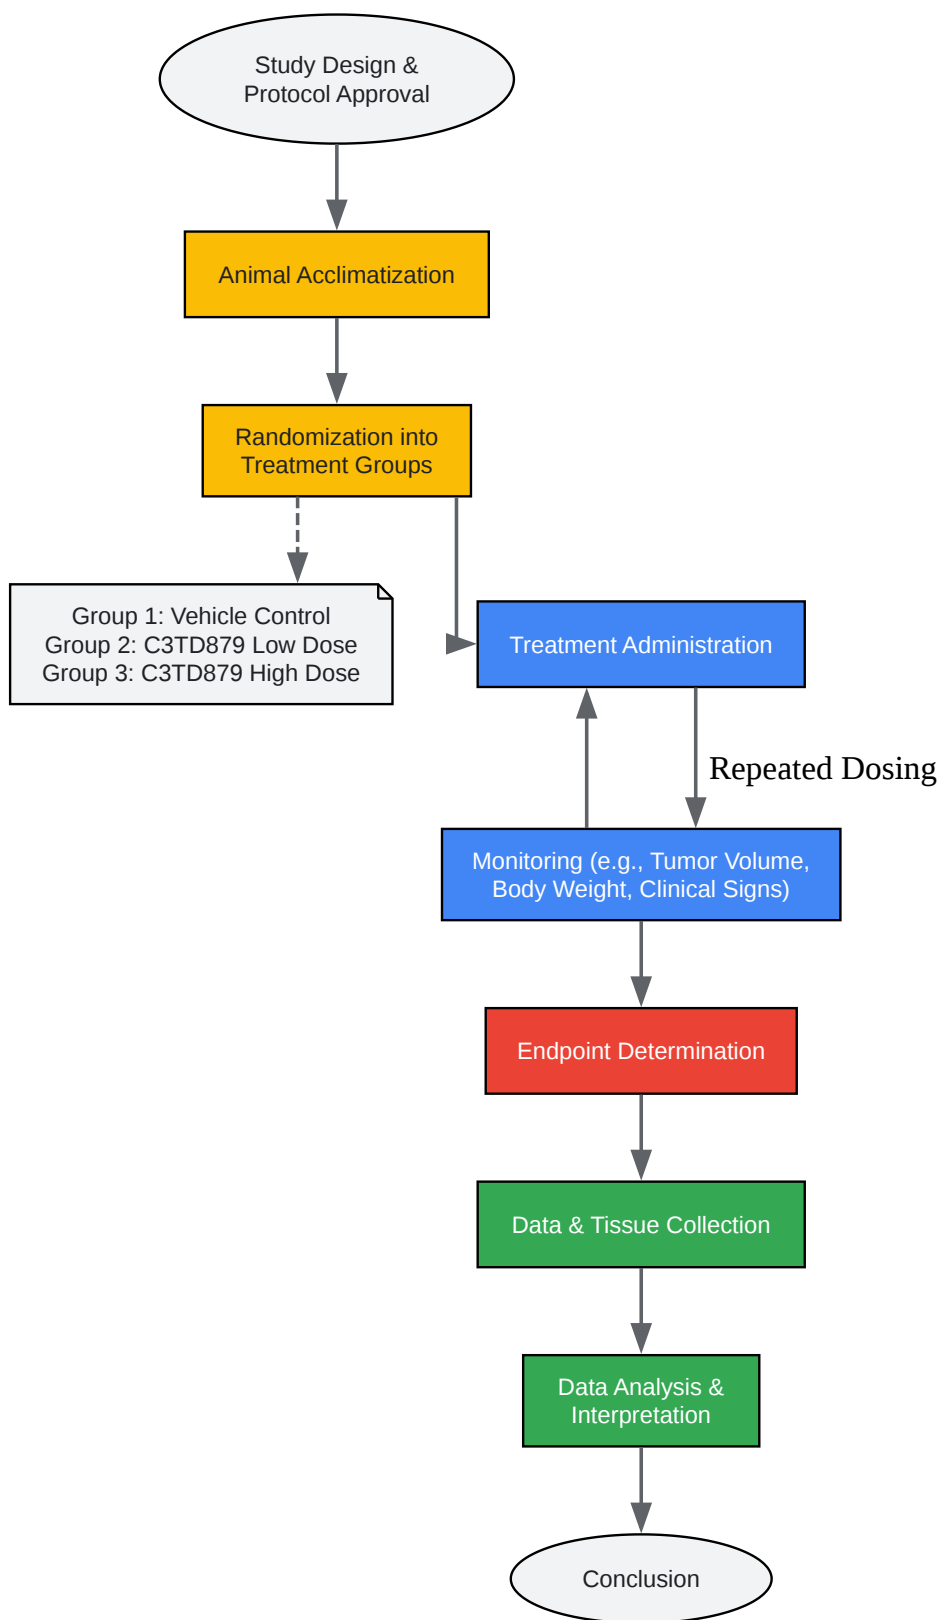 Study Design &
Protocol Approval
Animal Acclimatization
Randomization into
Treatment Groups
Group 1: Vehicle Control
Group 2: C3TD879 Low Dose
Group 3: C3TD879 High Dose
Treatment Administration
Repeated Dosing
Monitoring (e.g., Tumor Volume,
Body Weight, Clinical Signs)
Endpoint Determination
Data & Tissue Collection
Data Analysis &
Interpretation
Conclusion